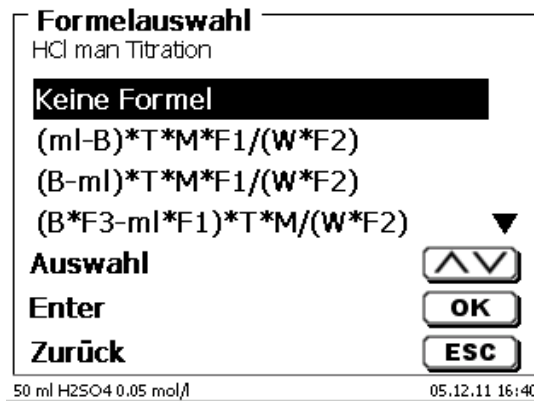 Formelauswahl
HCl man Titration
Keine Formel
(ml-B)*T*M*F1/(W*F2)
(B-ml)*T*M*F1/(W*F2)
(B*F3-ml*F1)*T*M/(W*F2)
Auswahl
Enter OK
Zurück ESC
50 ml H2SO4 0.05 mol/l 05.12.11 16:40